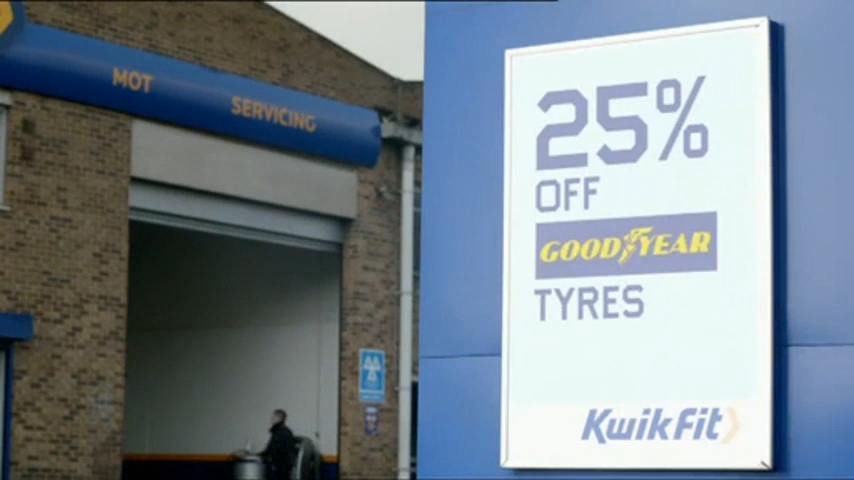 MOT SERVICING
25%
OFF
GOODYEAR
TYRES
KwikFit